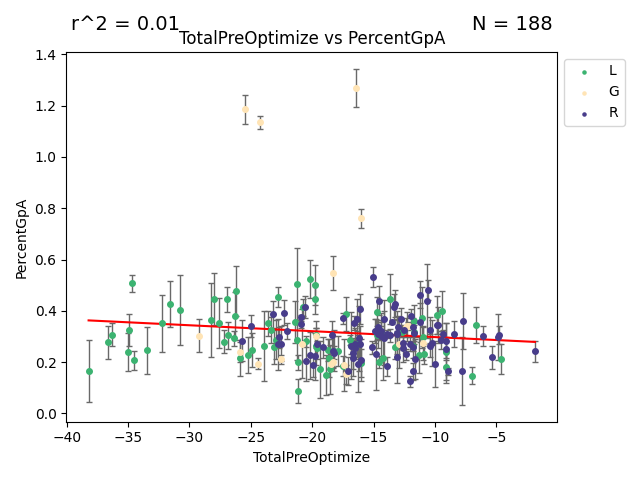 r^2 = 0.01 N = 188
TotalPreOptimize vs PercentGpA
1.4
1.2
1.0
0.8
0.6
0.4
0.2
0.0
PercentGpA
−40 −35 −30 −25 −20 −15 −10 −5
TotalPreOptimize
L
G
R